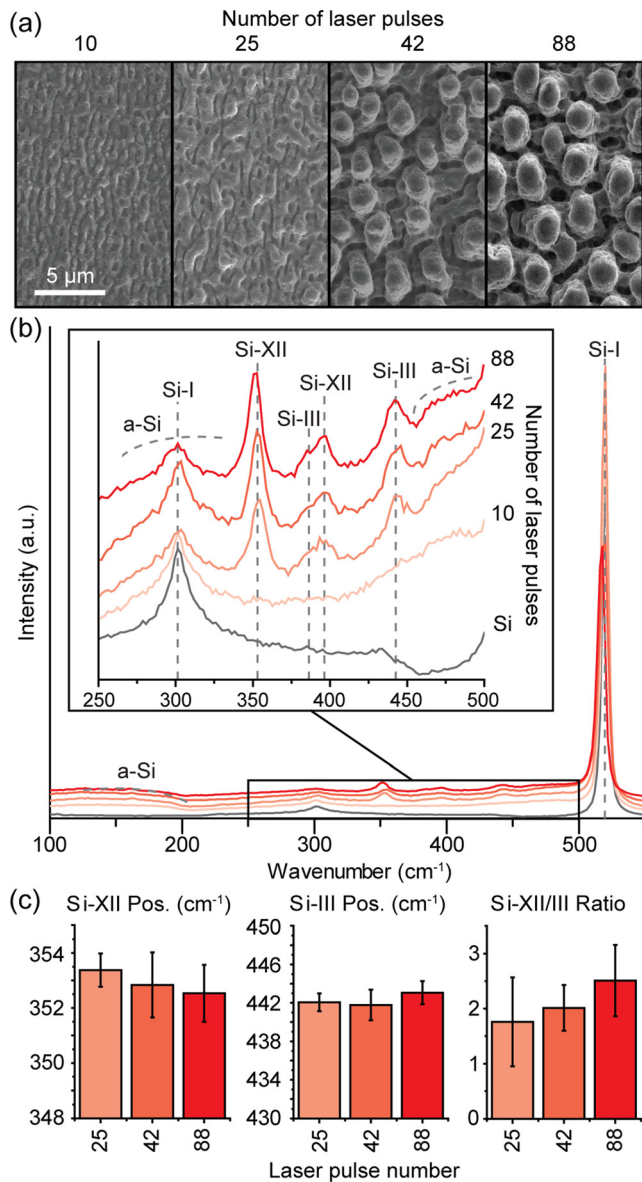 (a)
Number of laser pulses
10 25 42 88
5 μm
(b)
Si-XII
Si-I
Si-XII
Si-III
a-Si
88
Si-I
a-Si
Si-III
42
25
10
Si
Number of laser pulses
250 300 350 400 450 500
Intensity (a.u.)
a-Si
100 200 300 400 500
Wavenumber (cm⁻¹)
(c)
Si-XII Pos. (cm⁻¹) Si-III Pos. (cm⁻¹) Si-XII/III Ratio
354
352
350
348
450
446
442
438
434
430
3
2
1
0
25 42 88
25 42 88
25 42 88
Laser pulse number